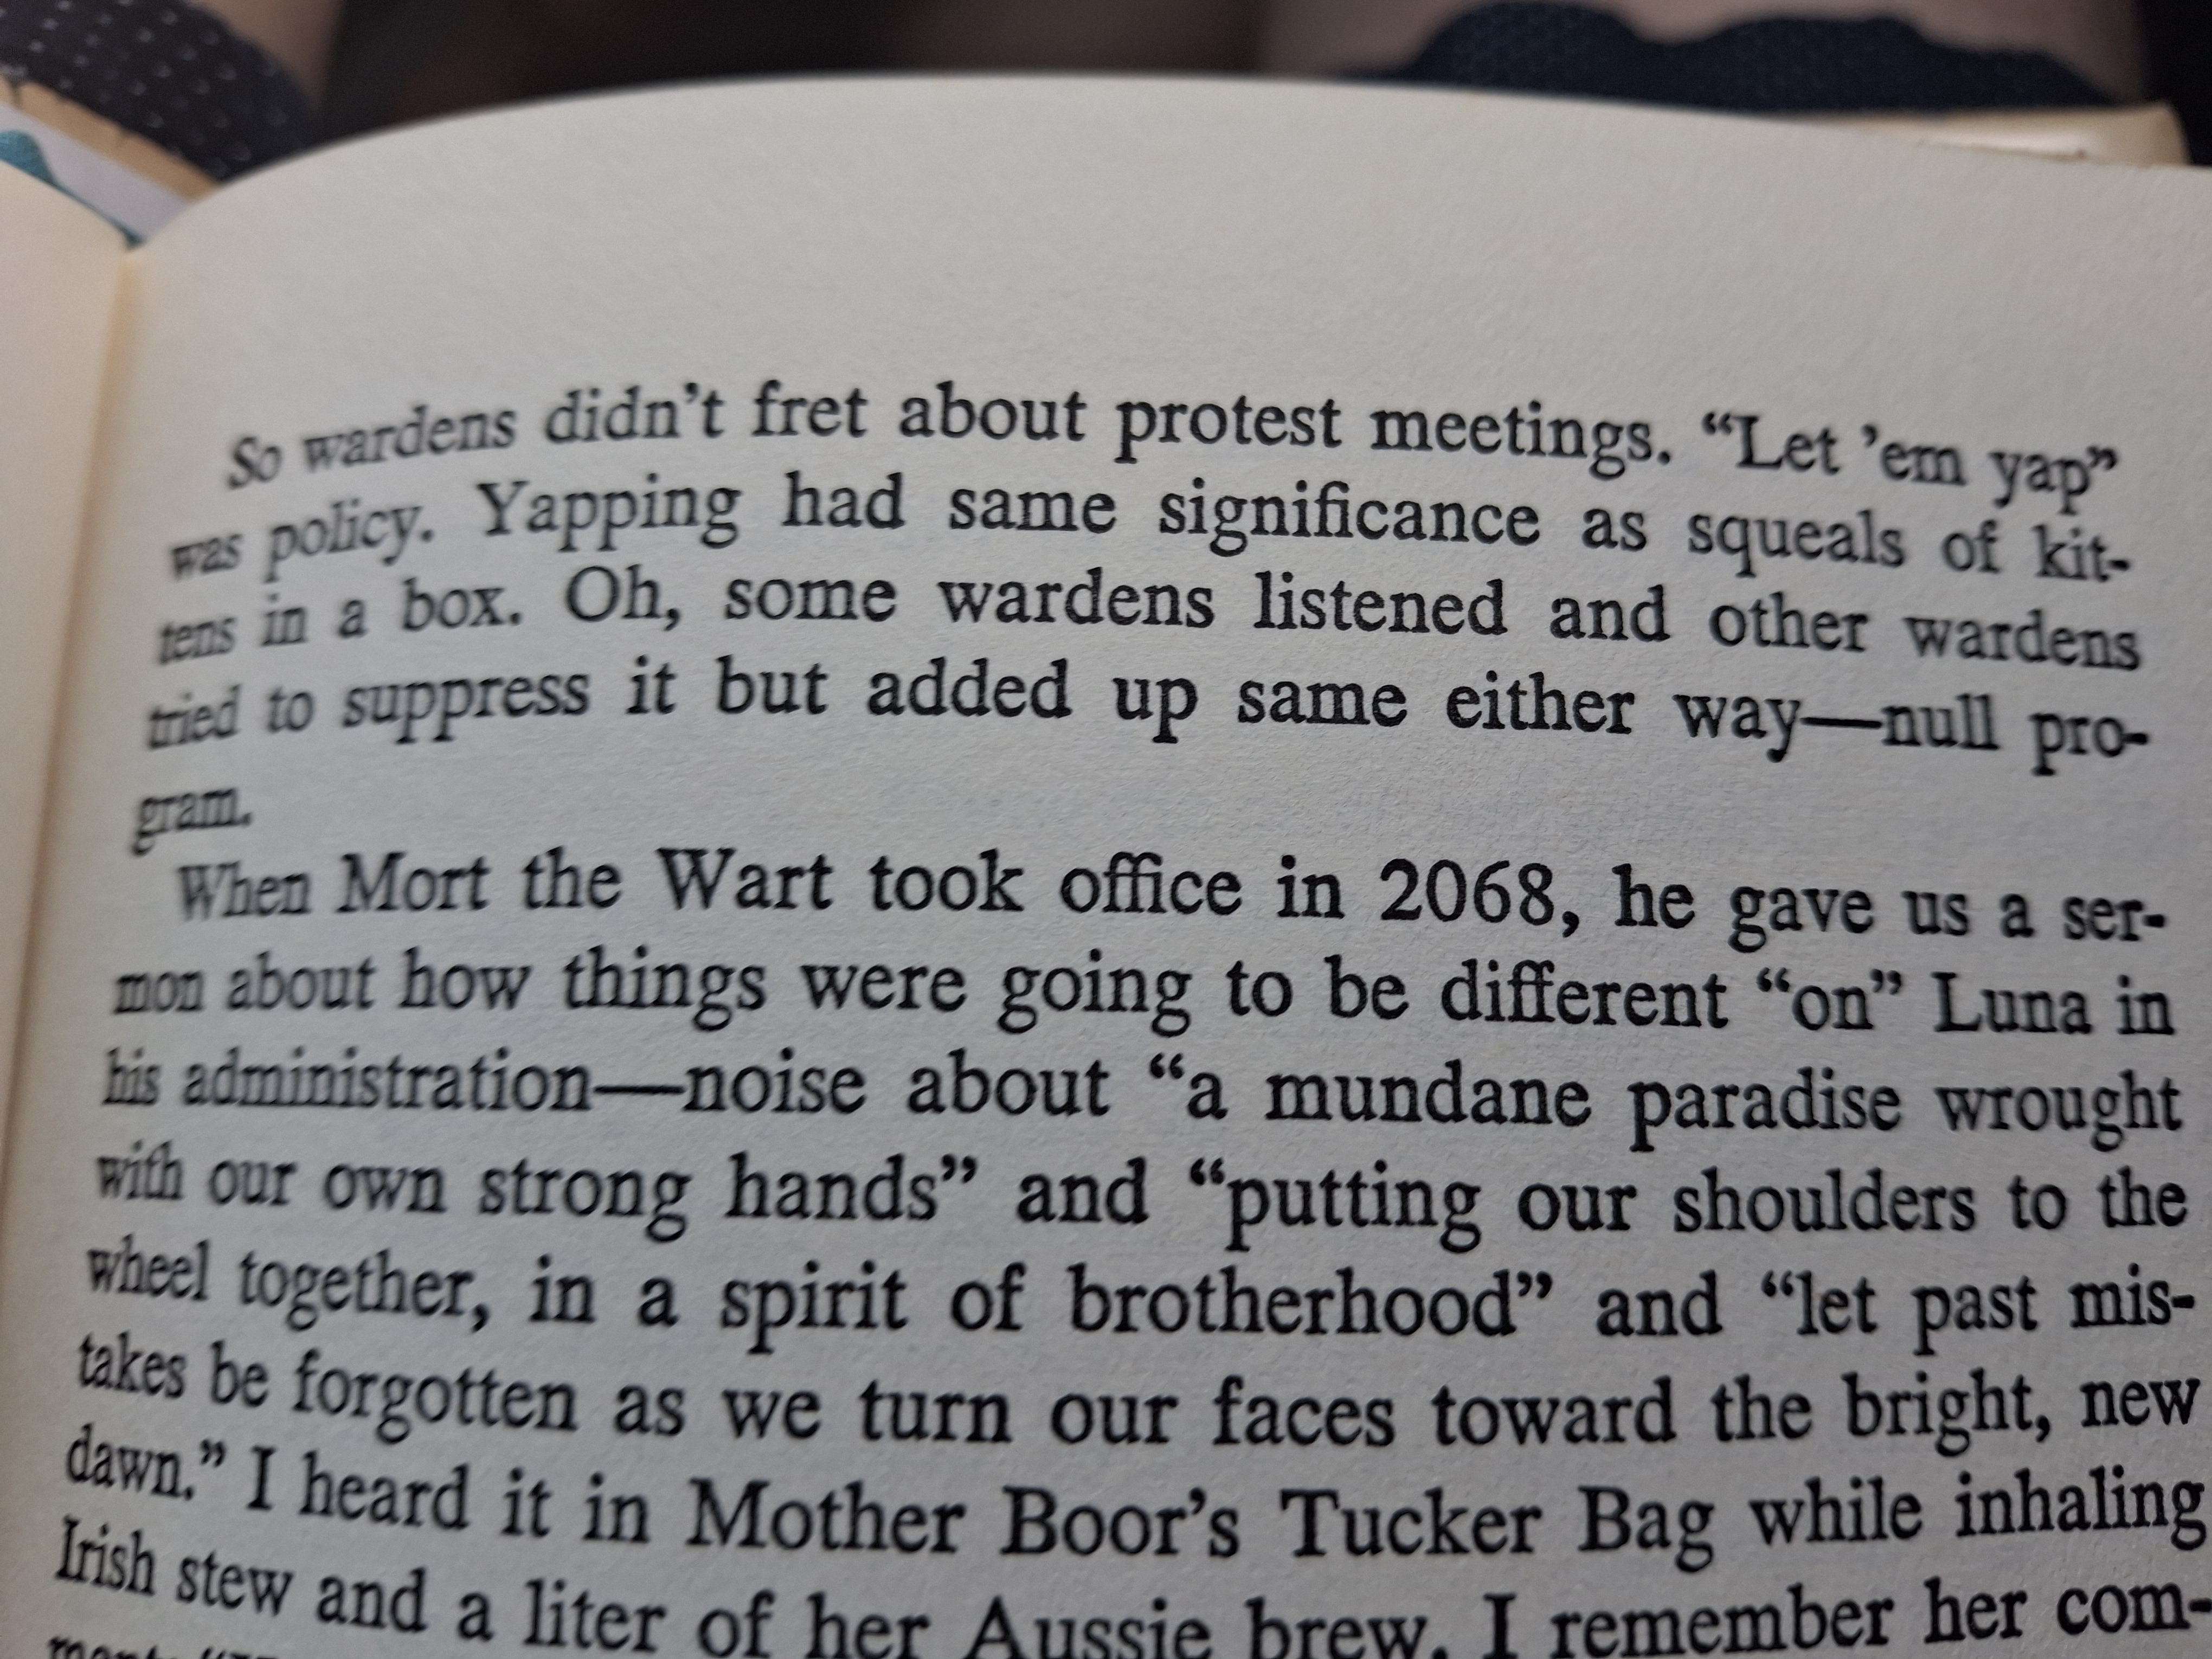 So wardens didn’t fret about protest meetings. “Let ’em yap”
was policy. Yapping had same significance as squeals of kit-
tens in a box. Oh, some wardens listened and other wardens
tried to suppress it but added up same either way—null pro-
gram.
When Mort the Wart took office in 2068, he gave us a ser-
mon about how things were going to be different “on” Luna in
his administration—noise about “a mundane paradise wrought
with our own strong hands” and “putting our shoulders to the
wheel together, in a spirit of brotherhood” and “let past mis-
takes be forgotten as we turn our faces toward the bright, new
dawn.” I heard it in Mother Boor’s Tucker Bag while inhaling
Irish stew and a liter of her Aussie brew. I remember her com-